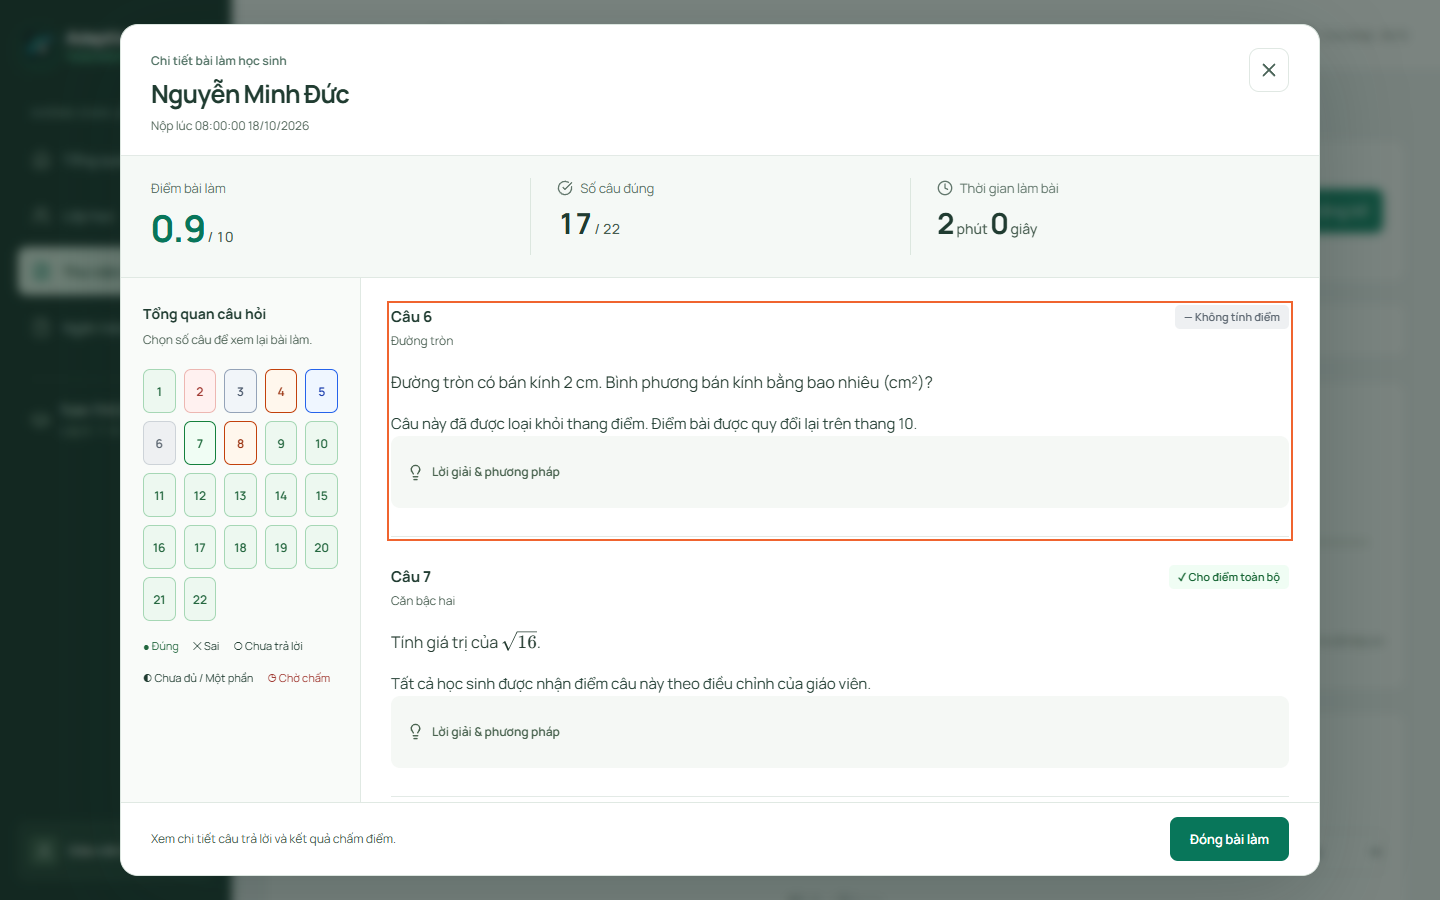 Chi tiết bài làm học sinh
Nguyễn Minh Đức
Nộp lúc 08:00:00 18/10/2026
Điểm bài làm
0.9 / 10
Số câu đúng
17 / 22
Thời gian làm bài
2 phút 0 giây
Tổng quan câu hỏi
Chọn số câu để xem lại bài làm.
1 2 3 4 5
6 7 8 9 10
11 12 13 14 15
16 17 18 19 20
21 22
Đúng Sai Chưa trả lời
Chưa đủ / Một phần Chờ chấm
Câu 6
— Không tính điểm
Đường tròn
Đường tròn có bán kính 2 cm. Bình phương bán kính bằng bao nhiêu (cm²)?
Câu này đã được loại khỏi thang điểm. Điểm bài được quy đổi lại trên thang 10.
Lời giải & phương pháp
Câu 7
✓ Cho điểm toàn bộ
Căn bậc hai
Tính giá trị của √16.
Tất cả học sinh được nhận điểm câu này theo điều chỉnh của giáo viên.
Lời giải & phương pháp
Xem chi tiết câu trả lời và kết quả chấm điểm.
Đóng bài làm